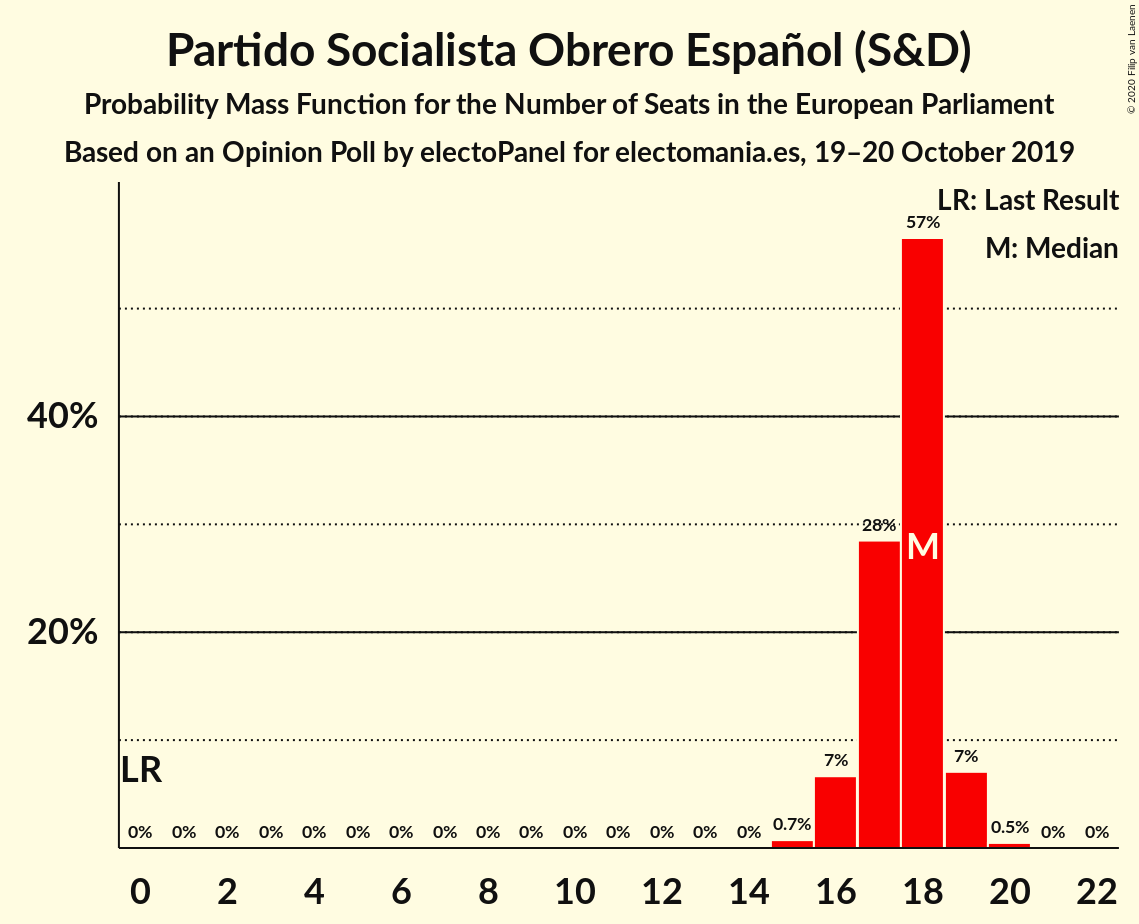 Partido Socialista Obrero Español (S&D)
Probability Mass Function for the Number of Seats in the European Parliament
Based on an Opinion Poll by electoPanel for electomania.es, 19–20 October 2019
© 2020 Filip van Laenen
LR: Last Result
M: Median
57%
40%
28%
M
20%
LR
0% 0% 0% 0% 0% 0% 0% 0% 0% 0% 0% 0% 0% 0% 0% 0.7% 7% 7% 0.5% 0% 0%
0 2 4 6 8 10 12 14 16 18 20 22